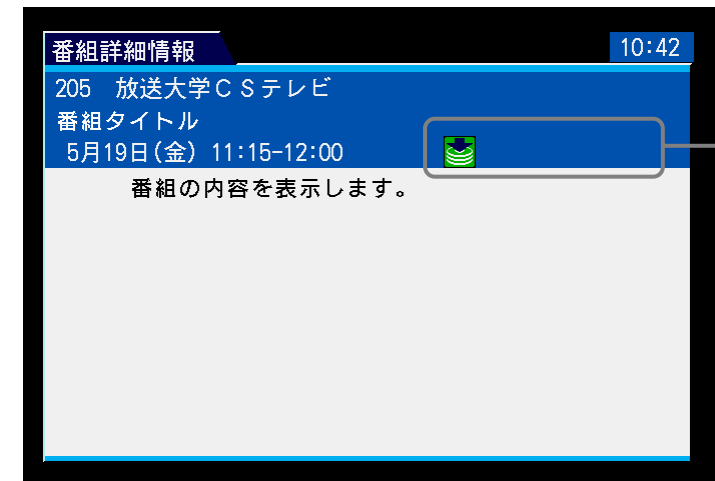 番組詳細情報 10:42
205 放送大学ＣＳテレビ
番組タイトル
5月19日(金) 11:15-12:00
番組の内容を表示します。